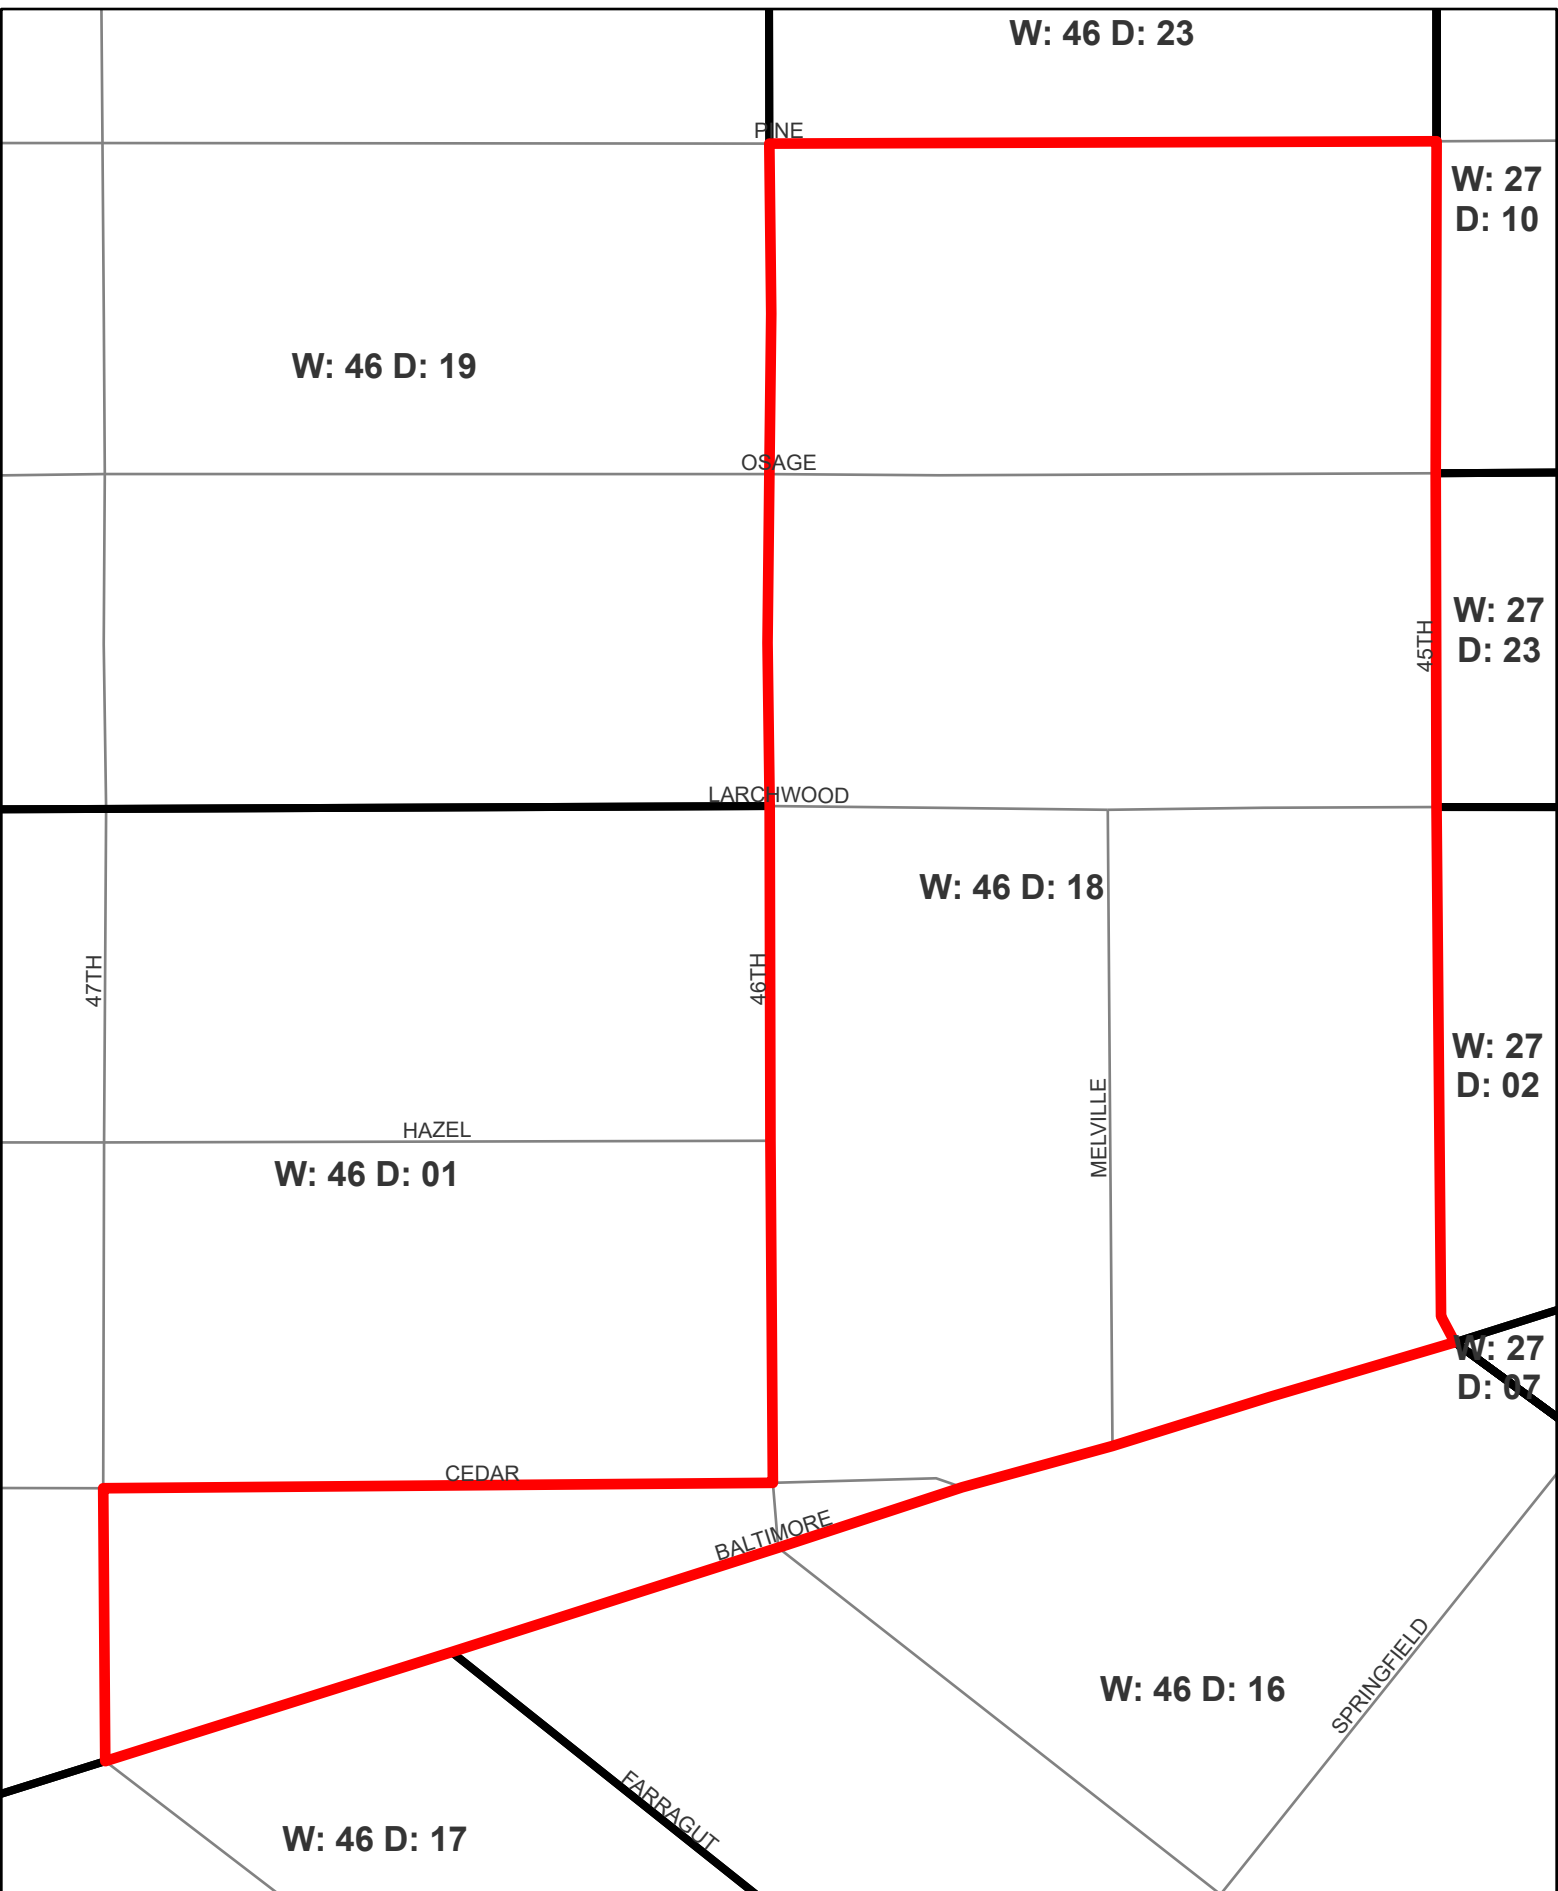 W: 46 D: 23
PINE
W: 27
D: 10
W: 46 D: 19
OSAGE
W: 27
D: 23
45TH
LARCHWOOD
W: 46 D: 18
47TH
46TH
W: 27
D: 02
MELVILLE
HAZEL
W: 46 D: 01
W: 27
D: 07
CEDAR
BALTIMORE
SPRINGFIELD
W: 46 D: 16
FARRAGUT
W: 46 D: 17